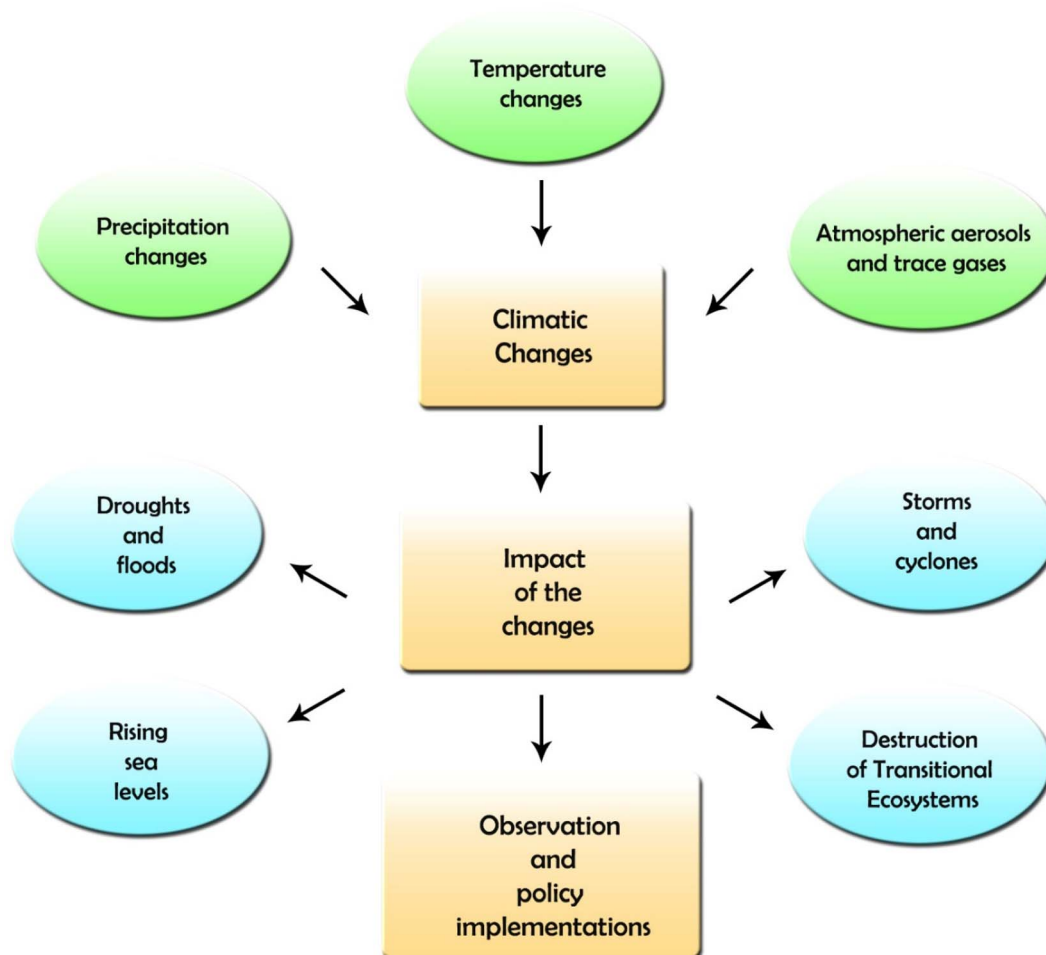 Temperature
changes
Precipitation
changes
Atmospheric aerosols
and trace gases
Climatic
Changes
Droughts
and
floods
Impact
of the
changes
Storms
and
cyclones
Rising
sea
levels
Observation
and
policy
implementations
Destruction
of Transitional
Ecosystems